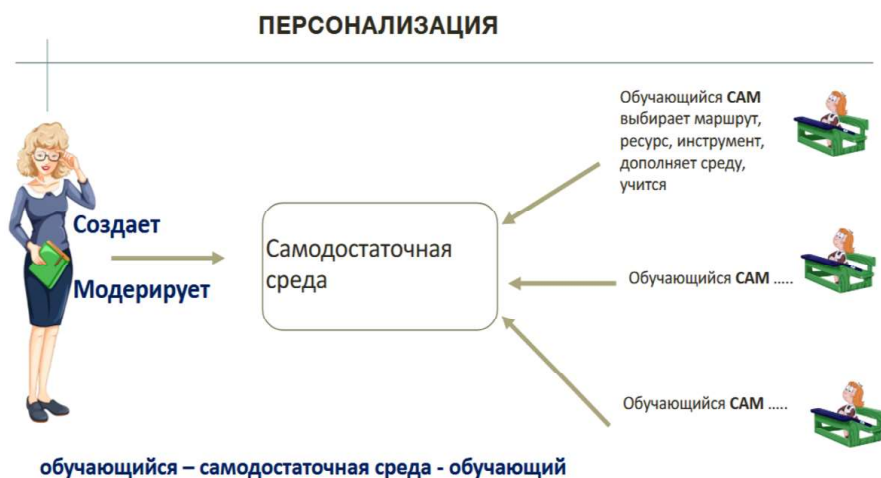 ПЕРСОНАЛИЗАЦИЯ
Обучающийся САМ
выбирает маршрут,
ресурс, инструмент,
дополняет среду,
учится
Создает
Модерирует
Самодостаточная
среда
Обучающийся САМ .....
Обучающийся САМ .....
обучающийся – самодостаточная среда - обучающий